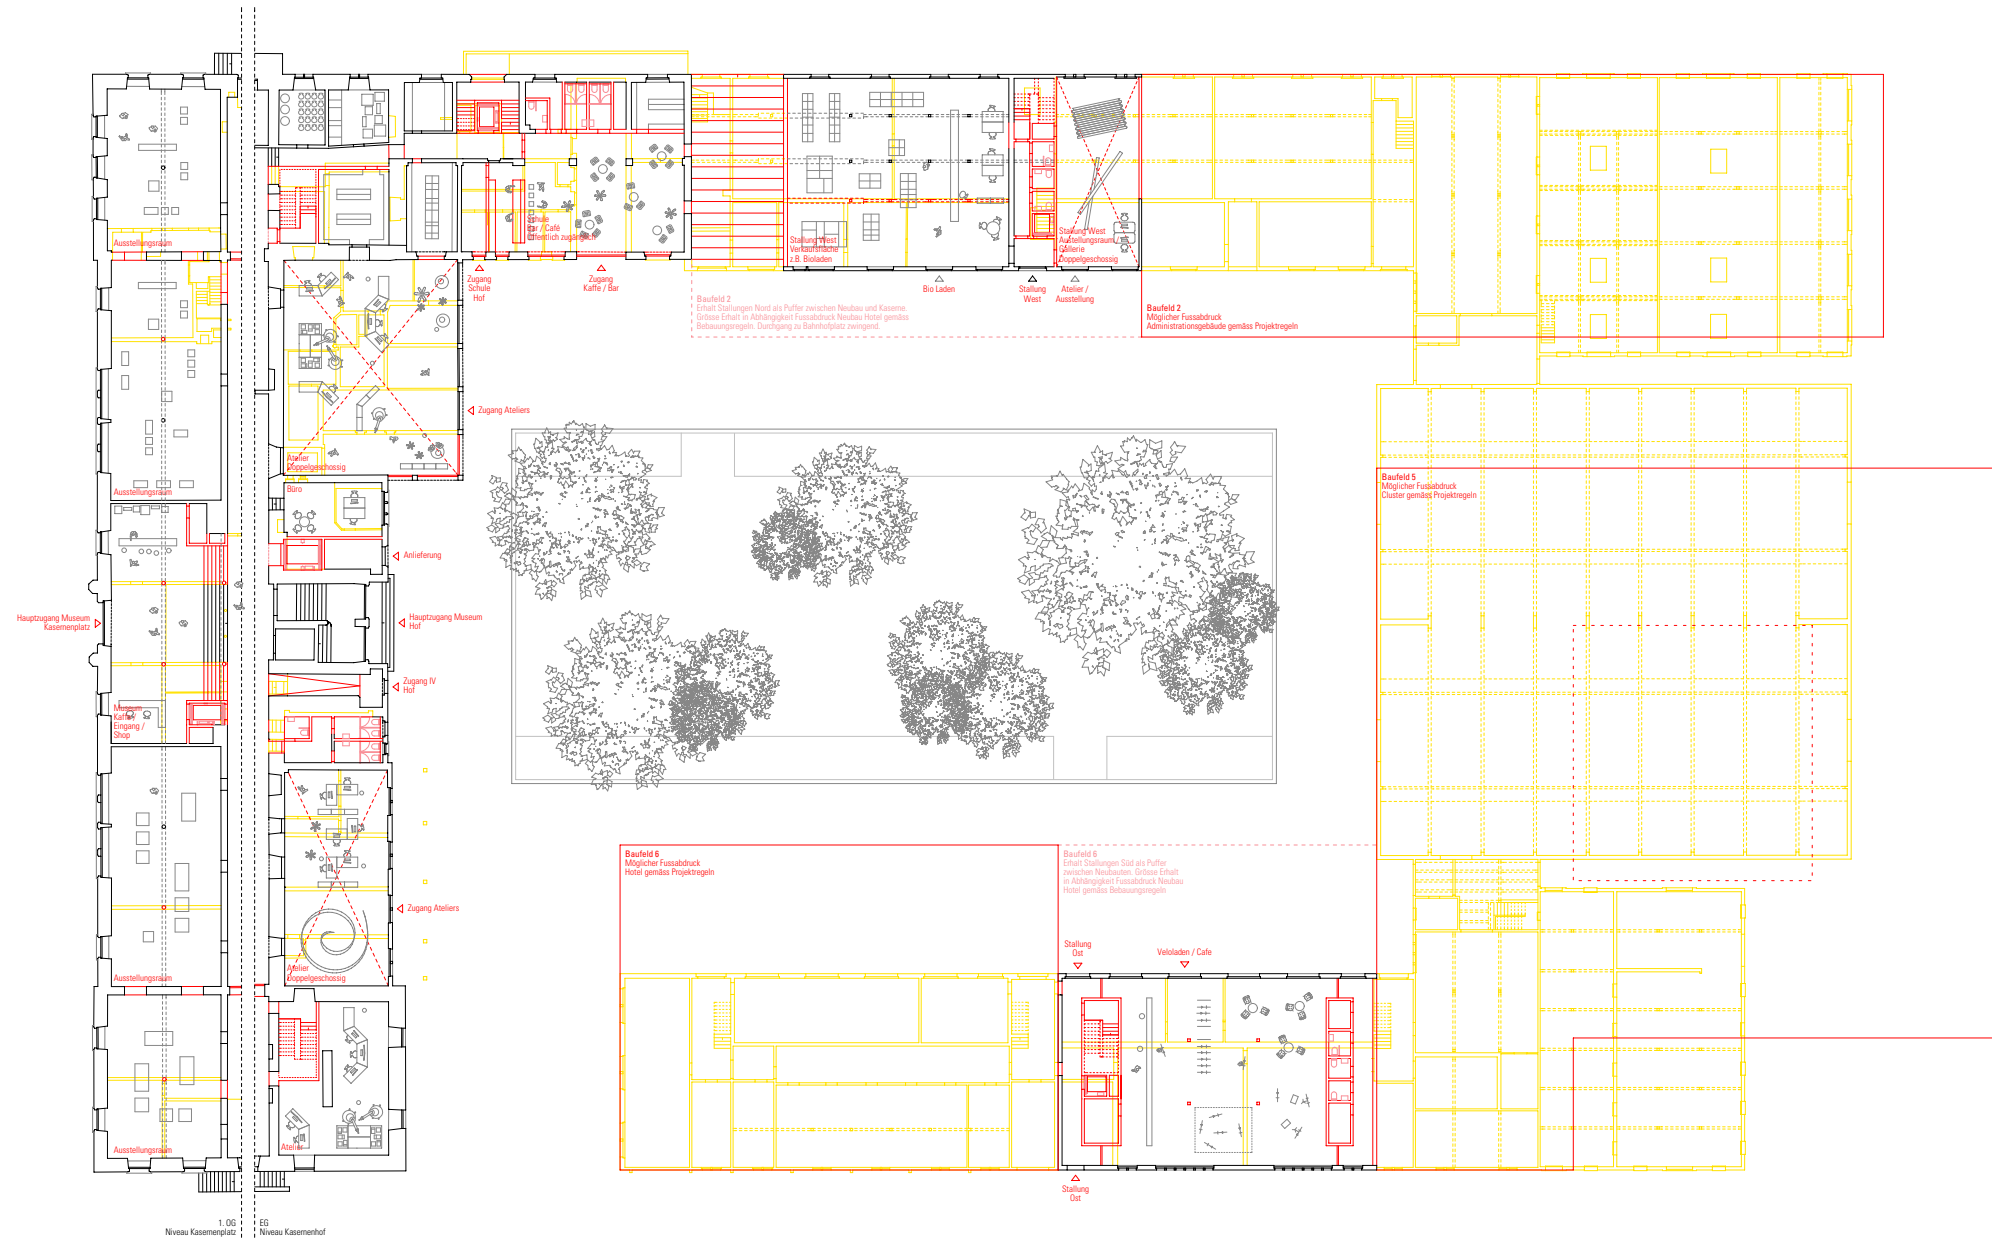 Ausstellungsraum
Schule
Bar / Café
öffentlich zugänglich
Stallung West
Verkaufsfläche
z.B. Bioladen
Stallung West
Ausstellungsraum /
Gallerie
Doppelgeschossig
Zugang
Schule
Hof
Zugang
Kaffe / Bar
Bio Laden
Stallung
West
Atelier /
Ausstellung
Baufeld 2
Erhalt Stallungen Nord als Puffer zwischen Neubau und Kaserne.
Grösse Erhalt in Abhängigkeit Fussabdruck Neubau Hotel gemäss
Bebauungsregeln. Durchgang zu Bahnhofplatz zwingend.
Baufeld 2
Möglicher Fussabdruck
Administrationsgebäude gemäss Projektregeln
Zugang Ateliers
Atelier
Doppelgeschossig
Ausstellungsraum
Büro
Baufeld 5
Möglicher Fussabdruck
Cluster gemäss Projektregeln
Anlieferung
Hauptzugang Museum
Kasernenplatz
Hauptzugang Museum
Hof
Zugang IV
Hof
Museum
Kaffe /
Eingang /
Shop
Baufeld 6
Möglicher Fussabdruck
Hotel gemäss Projektregeln
Baufeld 6
Erhalt Stallungen Süd als Puffer
zwischen Neubauten. Grösse Erhalt
in Abhängigkeit Fussabdruck Neubau
Hotel gemäss Bebauungsregeln
Zugang Ateliers
Stallung
Ost
Veloladen / Cafe
Ausstellungsraum
Atelier
Doppelgeschossig
Ausstellungsraum
Atelier
Stallung
Ost
1. OG
Niveau Kasernenplatz
EG
Niveau Kasernenhof